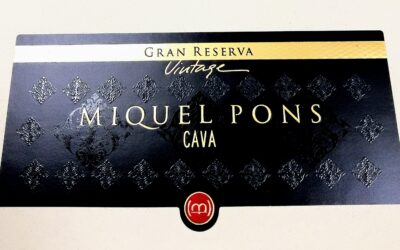 GRAN RESERVA
Vintage
MIQUEL PONS
CAVA